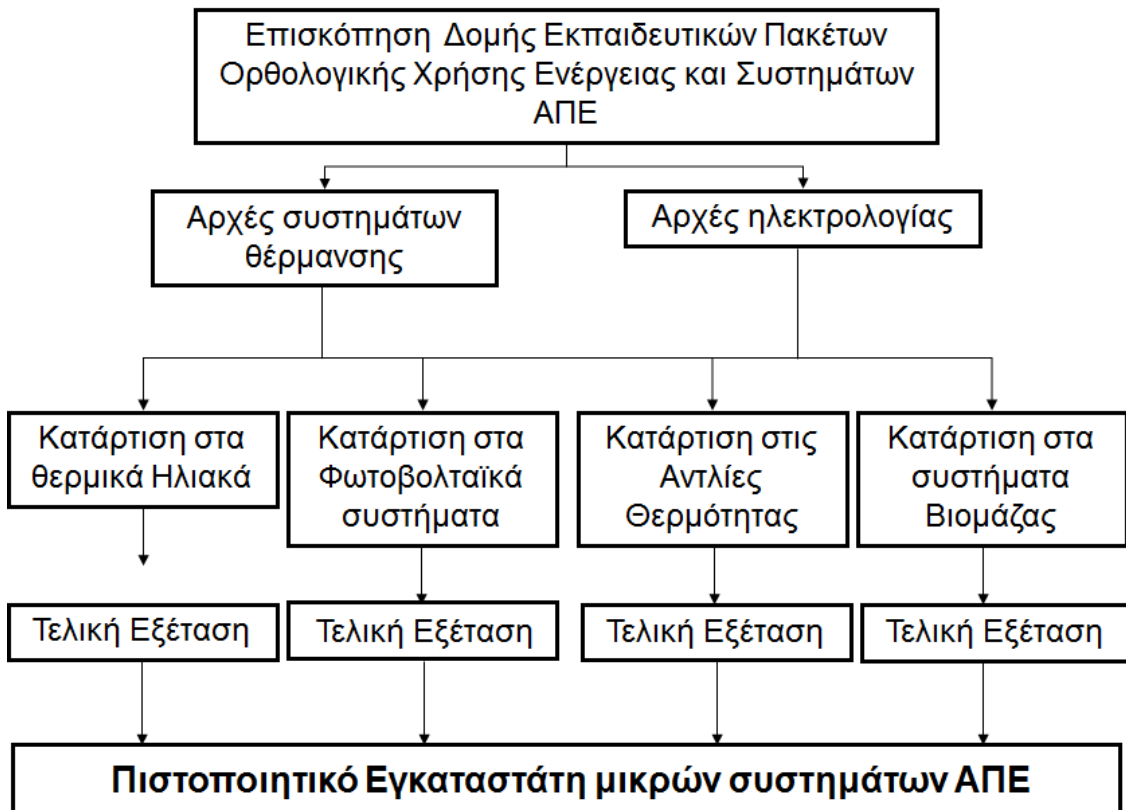 Επισκόπηση Δομής Εκπαιδευτικών Πακέτων
Ορθολογικής Χρήσης Ενέργειας και Συστημάτων
ΑΠΕ
Αρχές συστημάτων
θέρμανσης
Αρχές ηλεκτρολογίας
Κατάρτιση στα
θερμικά Ηλιακά
Κατάρτιση στα
Φωτοβολταϊκά
συστήματα
Κατάρτιση στις
Αντλίες
Θερμότητας
Κατάρτιση στα
συστήματα
Βιομάζας
Τελική Εξέταση
Τελική Εξέταση
Τελική Εξέταση
Τελική Εξέταση
Πιστοποιητικό Εγκαταστάτη μικρών συστημάτων ΑΠΕ